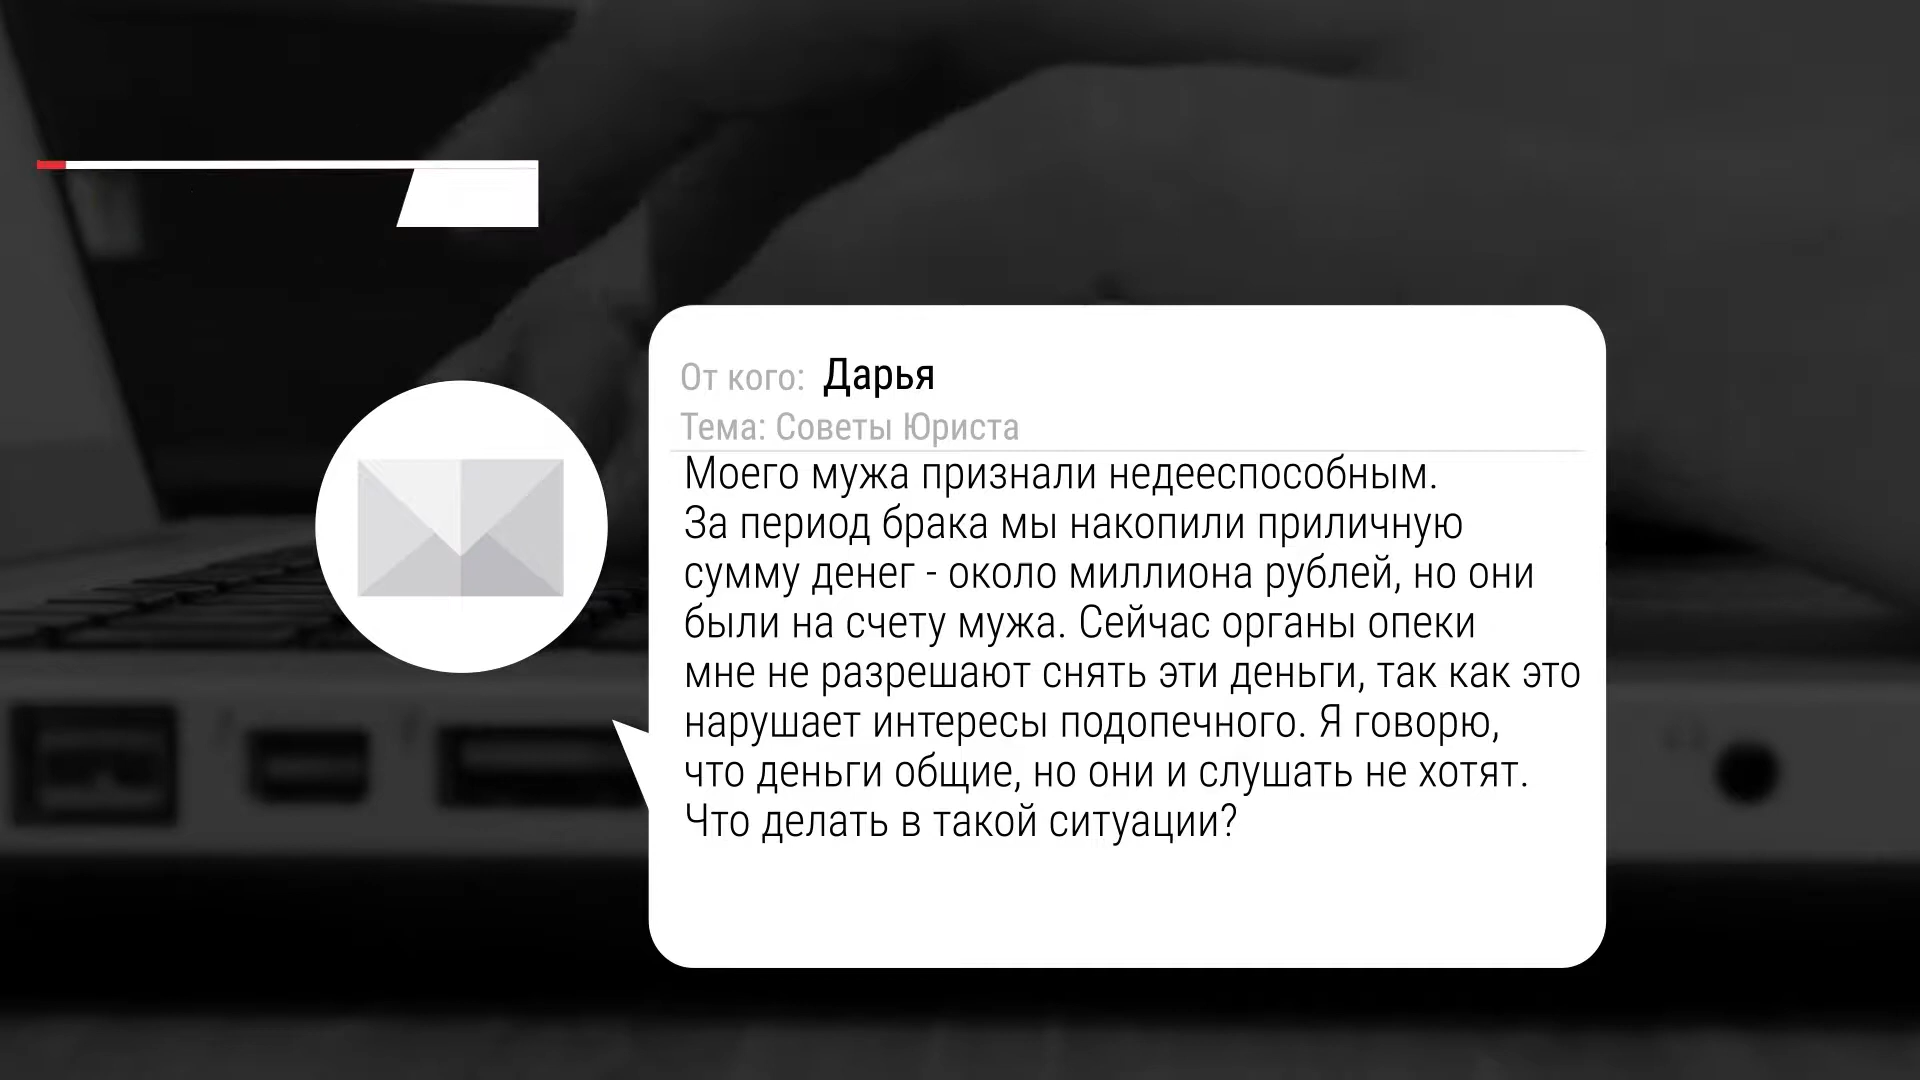 От кого: Дарья
Тема: Советы Юриста
Моего мужа признали недееспособным.
За период брака мы накопили приличную
сумму денег - около миллиона рублей, но они
были на счету мужа. Сейчас органы опеки
мне не разрешают снять эти деньги, так как это
нарушает интересы подопечного. Я говорю,
что деньги общие, но они и слушать не хотят.
Что делать в такой ситуации?